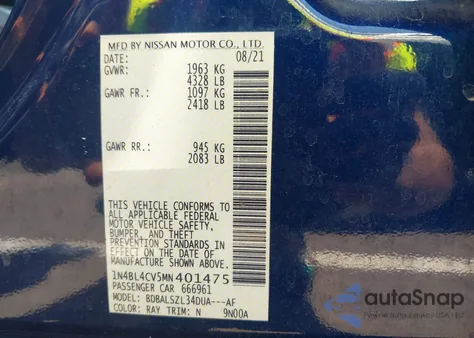 MFD BY NISSAN MOTOR CO., LTD.
DATE: 08/21
GVWR: 1963 KG
4328 LB
GAWR FR.: 1097 KG
2418 LB
GAWR RR.: 945 KG
2083 LB
THIS VEHICLE CONFORMS TO
ALL APPLICABLE FEDERAL
MOTOR VEHICLE SAFETY,
BUMPER, AND THEFT
PREVENTION STANDARDS IN
EFFECT ON THE DATE OF
MANUFACTURE SHOWN ABOVE.
1N4BL4CV5MN401475
PASSENGER CAR 666961
MODEL: BDBALSZL34DUA---AF
COLOR: RAY TRIM: N 9N00A
autoSnap